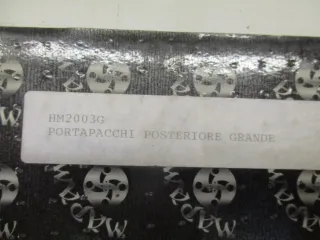 HM2003G
PORTAPACCHI POSTERIORE GRANDE